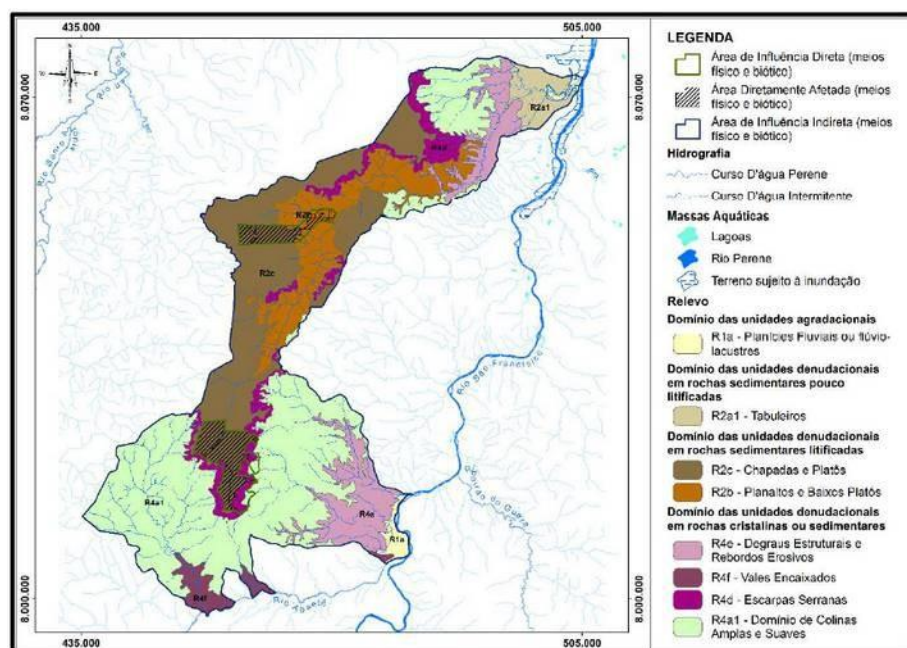 435.000
505.000
8.070.000
8.070.000
R2a1
R2c
Rio São Francisco
R4a1
R4e
R1a
R4f
Rio Abaeté
8.000.000
8.000.000
435.000
505.000
LEGENDA
Área de Influência Direta (meios
físico e biótico)
Área Diretamente Afetada (meios
físico e biótico)
Área de Influência Indireta (meios
físico e biótico)
Hidrografia
Curso D'água Perene
Curso D'água Intermitente
Massas Aquáticas
Lagoas
Rio Perene
Terreno sujeito à inundação
Relevo
Domínio das unidades agradacionais
R1a - Planícies Fluviais ou flúvio-
lacustres
Domínio das unidades denudacionais
em rochas sedimentares pouco
litificadas
R2a1 - Tabuleiros
Domínio das unidades denudacionais
em rochas sedimentares litificadas
R2c - Chapadas e Platôs
R2b - Planaltos e Baixos Platôs
Domínio das unidades denudacionais
em rochas cristalinas ou sedimentares
R4e - Degraus Estruturais e
Rebordos Erosivos
R4f - Vales Encaixados
R4d - Escarpas Serranas
R4a1 - Domínio de Colinas
Amplas e Suaves